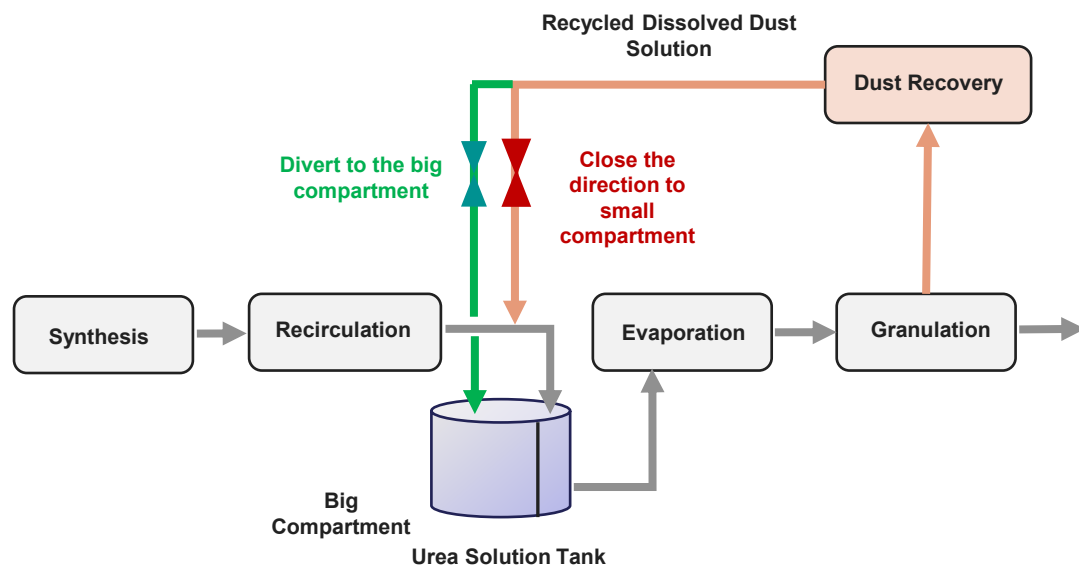 Recycled Dissolved Dust
Solution
Dust Recovery
Divert to the big
compartment
Close the
direction to
small
compartment
Synthesis
Recirculation
Evaporation
Granulation
Big
Compartment
Urea Solution Tank